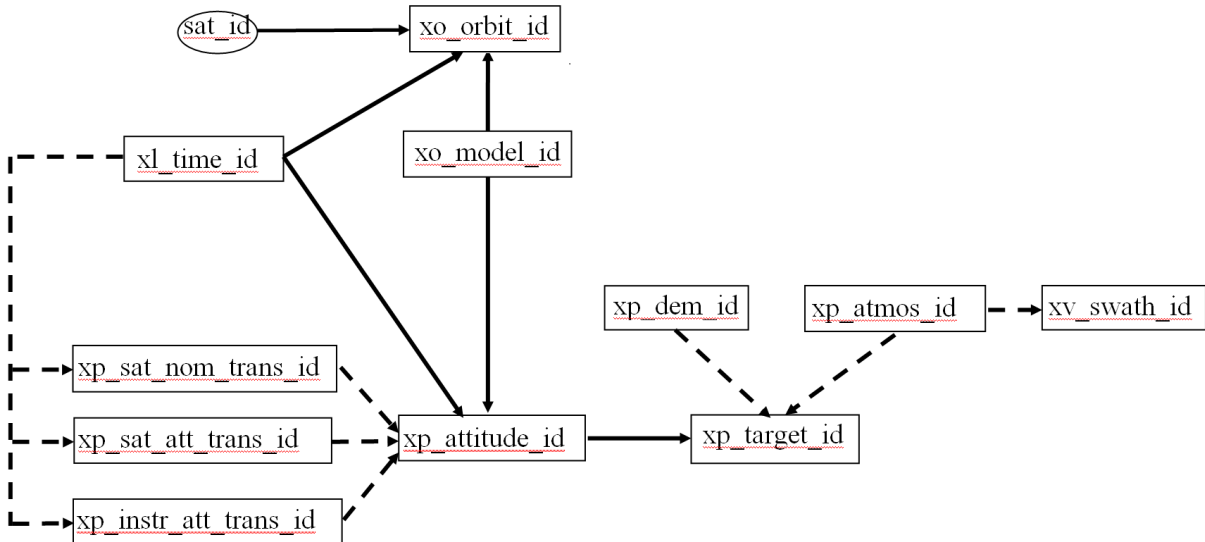 sat_id
xo_orbit_id
xl_time_id
xo_model_id
xp_dem_id
xp_atmos_id
xv_swath_id
xp_sat_nom_trans_id
xp_sat_att_trans_id
xp_attitude_id
xp_target_id
xp_instr_att_trans_id